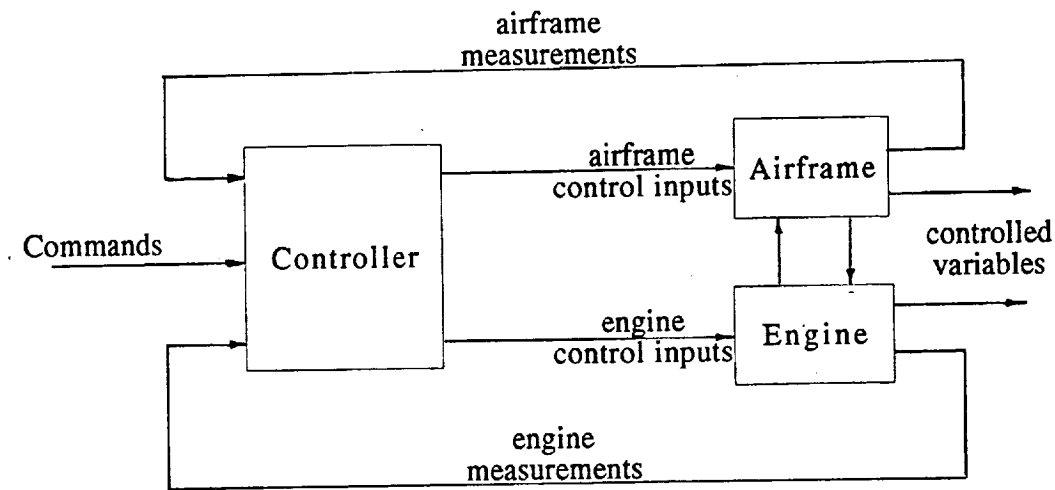 airframe
measurements
airframe
control inputs
Airframe
Commands
Controller
controlled
variables
engine
control inputs
Engine
engine
measurements